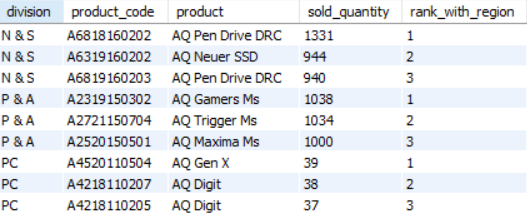 division product_code product sold_quantity rank_with_region
N & S A6818160202 AQ Pen Drive DRC 1331 1
N & S A6319160202 AQ Neuer SSD 944 2
N & S A6819160203 AQ Pen Drive DRC 940 3
P & A A2319150302 AQ Gamers Ms 1038 1
P & A A2721150704 AQ Trigger Ms 1034 2
P & A A2520150501 AQ Maxima Ms 1000 3
PC A4520110504 AQ Gen X 39 1
PC A4218110207 AQ Digit 38 2
PC A4218110205 AQ Digit 37 3